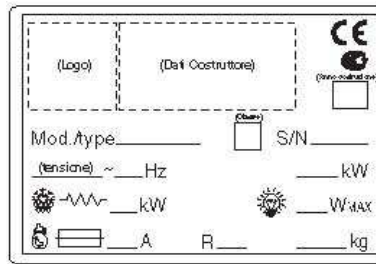 CE
(Logo) (Dati Costruttore)
(Anno costruzione)
(Classe)
Mod./type S/N
(tensione) ~ Hz kW
kW WMAX
A R kg